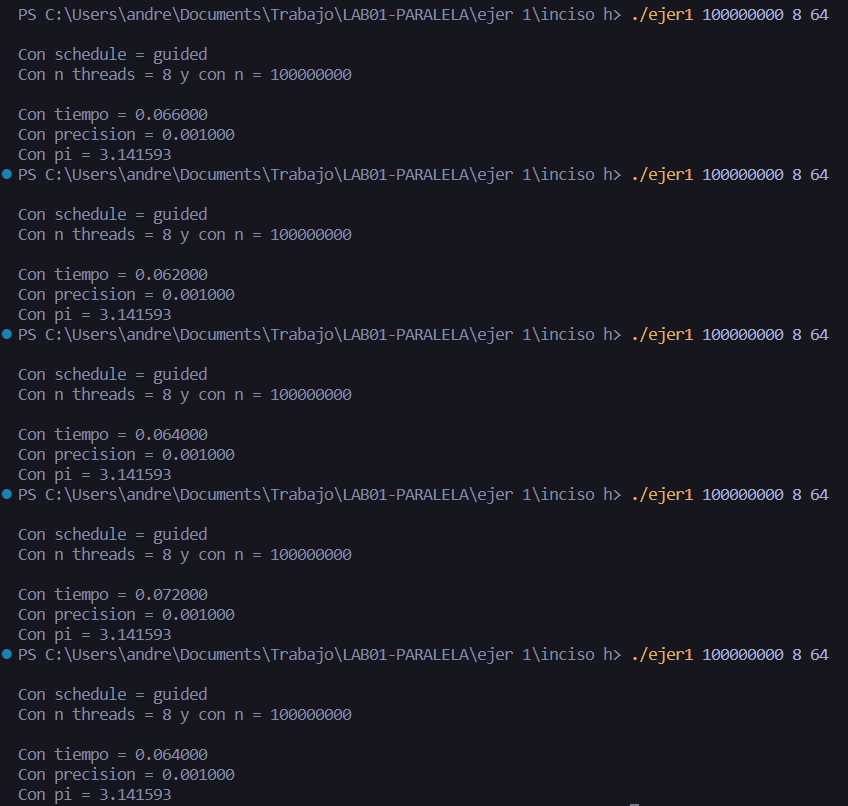 PS C:\Users\andre\Documents\Trabajo\LAB01-PARALELA\ejer 1\inciso h> ./ejer1 100000000 8 64
Con schedule = guided
Con n threads = 8 y con n = 100000000
Con tiempo = 0.066000
Con precision = 0.001000
Con pi = 3.141593
PS C:\Users\andre\Documents\Trabajo\LAB01-PARALELA\ejer 1\inciso h> ./ejer1 100000000 8 64
Con schedule = guided
Con n threads = 8 y con n = 100000000
Con tiempo = 0.062000
Con precision = 0.001000
Con pi = 3.141593
PS C:\Users\andre\Documents\Trabajo\LAB01-PARALELA\ejer 1\inciso h> ./ejer1 100000000 8 64
Con schedule = guided
Con n threads = 8 y con n = 100000000
Con tiempo = 0.064000
Con precision = 0.001000
Con pi = 3.141593
PS C:\Users\andre\Documents\Trabajo\LAB01-PARALELA\ejer 1\inciso h> ./ejer1 100000000 8 64
Con schedule = guided
Con n threads = 8 y con n = 100000000
Con tiempo = 0.072000
Con precision = 0.001000
Con pi = 3.141593
PS C:\Users\andre\Documents\Trabajo\LAB01-PARALELA\ejer 1\inciso h> ./ejer1 100000000 8 64
Con schedule = guided
Con n threads = 8 y con n = 100000000
Con tiempo = 0.064000
Con precision = 0.001000
Con pi = 3.141593